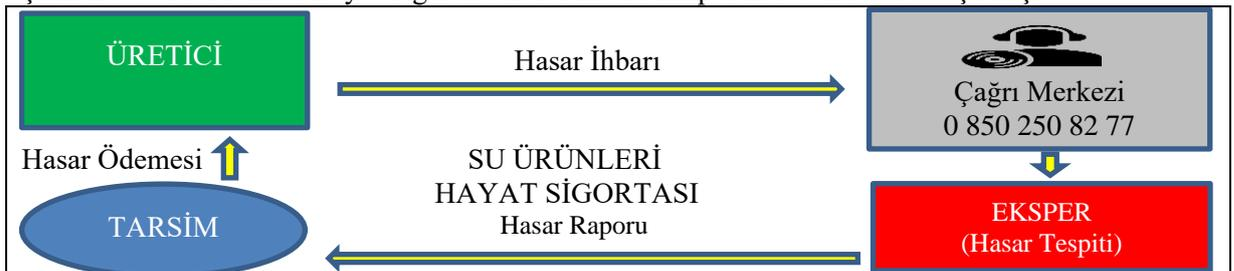 ÜRETİCİ
Hasar İhbarı
Çağrı Merkezi
0 850 250 82 77
Hasar Ödemesi
SU ÜRÜNLERİ
HAYAT SİGORTASI
Hasar Raporu
TARSİM
EKSPER
(Hasar Tespiti)